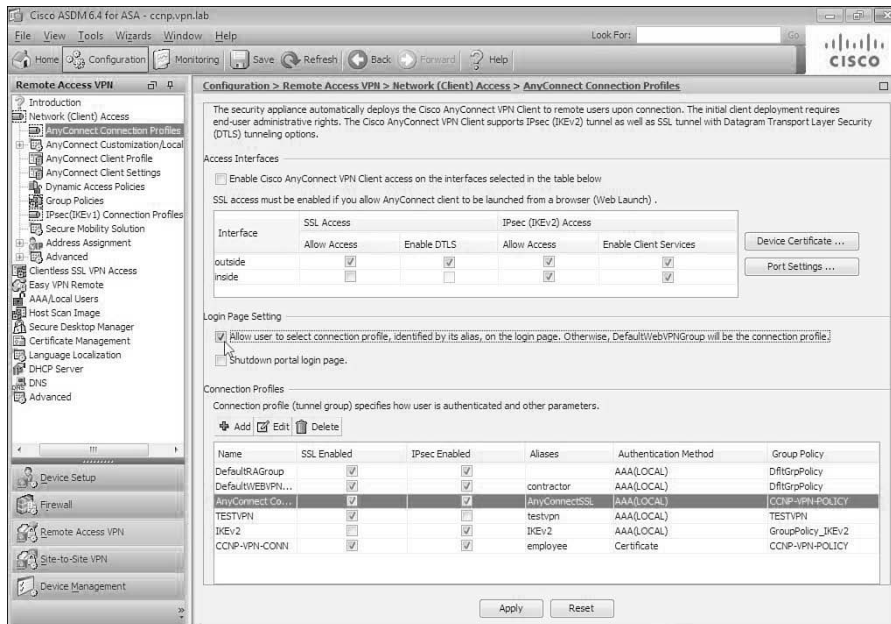 Cisco ASDM 6.4 for ASA - ccnp.vpn.lab
File View Tools Wizards Window Help
Look For: Go
Home Configuration Monitoring Save Refresh Back Forward Help
CISCO
Remote Access VPN
Introduction
Network (Client) Access
AnyConnect Connection Profiles
AnyConnect Customization/Local
AnyConnect Client Profile
AnyConnect Client Settings
Dynamic Access Policies
Group Policies
IPsec(IKEv1) Connection Profiles
Secure Mobility Solution
Address Assignment
Advanced
Clientless SSL VPN Access
Easy VPN Remote
AAA/Local Users
Host Scan Image
Secure Desktop Manager
Certificate Management
Language Localization
DHCP Server
DNS
Advanced
Device Setup
Firewall
Remote Access VPN
Site-to-Site VPN
Device Management
Configuration > Remote Access VPN > Network (Client) Access > AnyConnect Connection Profiles
The security appliance automatically deploys the Cisco AnyConnect VPN Client to remote users upon connection. The initial client deployment requires
end-user administrative rights. The Cisco AnyConnect VPN Client supports IPsec (IKEv2) tunnel as well as SSL tunnel with Datagram Transport Layer Security
(DTLS) tunneling options.
Access Interfaces
Enable Cisco AnyConnect VPN Client access on the interfaces selected in the table below
SSL access must be enabled if you allow AnyConnect client to be launched from a browser (Web Launch) .
Interface SSL Access IPsec (IKEv2) Access
Allow Access Enable DTLS Allow Access Enable Client Services
outside
inside
Device Certificate ...
Port Settings ...
Login Page Setting
Allow user to select connection profile, identified by its alias, on the login page. Otherwise, DefaultWebVPNGroup will be the connection profile.
Shutdown portal login page.
Connection Profiles
Connection profile (tunnel group) specifies how user is authenticated and other parameters.
Add Edit Delete
Name SSL Enabled IPsec Enabled Aliases Authentication Method Group Policy
DefaultRAGroup AAA(LOCAL) DfltGrpPolicy
DefaultWEBVPN... contractor AAA(LOCAL) DfltGrpPolicy
AnyConnect Co... AnyConnectSSL AAA(LOCAL) CCNP-VPN-POLICY
TESTVPN testvpn AAA(LOCAL) TESTVPN
IKEv2 IKEv2 AAA(LOCAL) GroupPolicy_IKEv2
CCNP-VPN-CONN employee Certificate CCNP-VPN-POLICY
Apply Reset